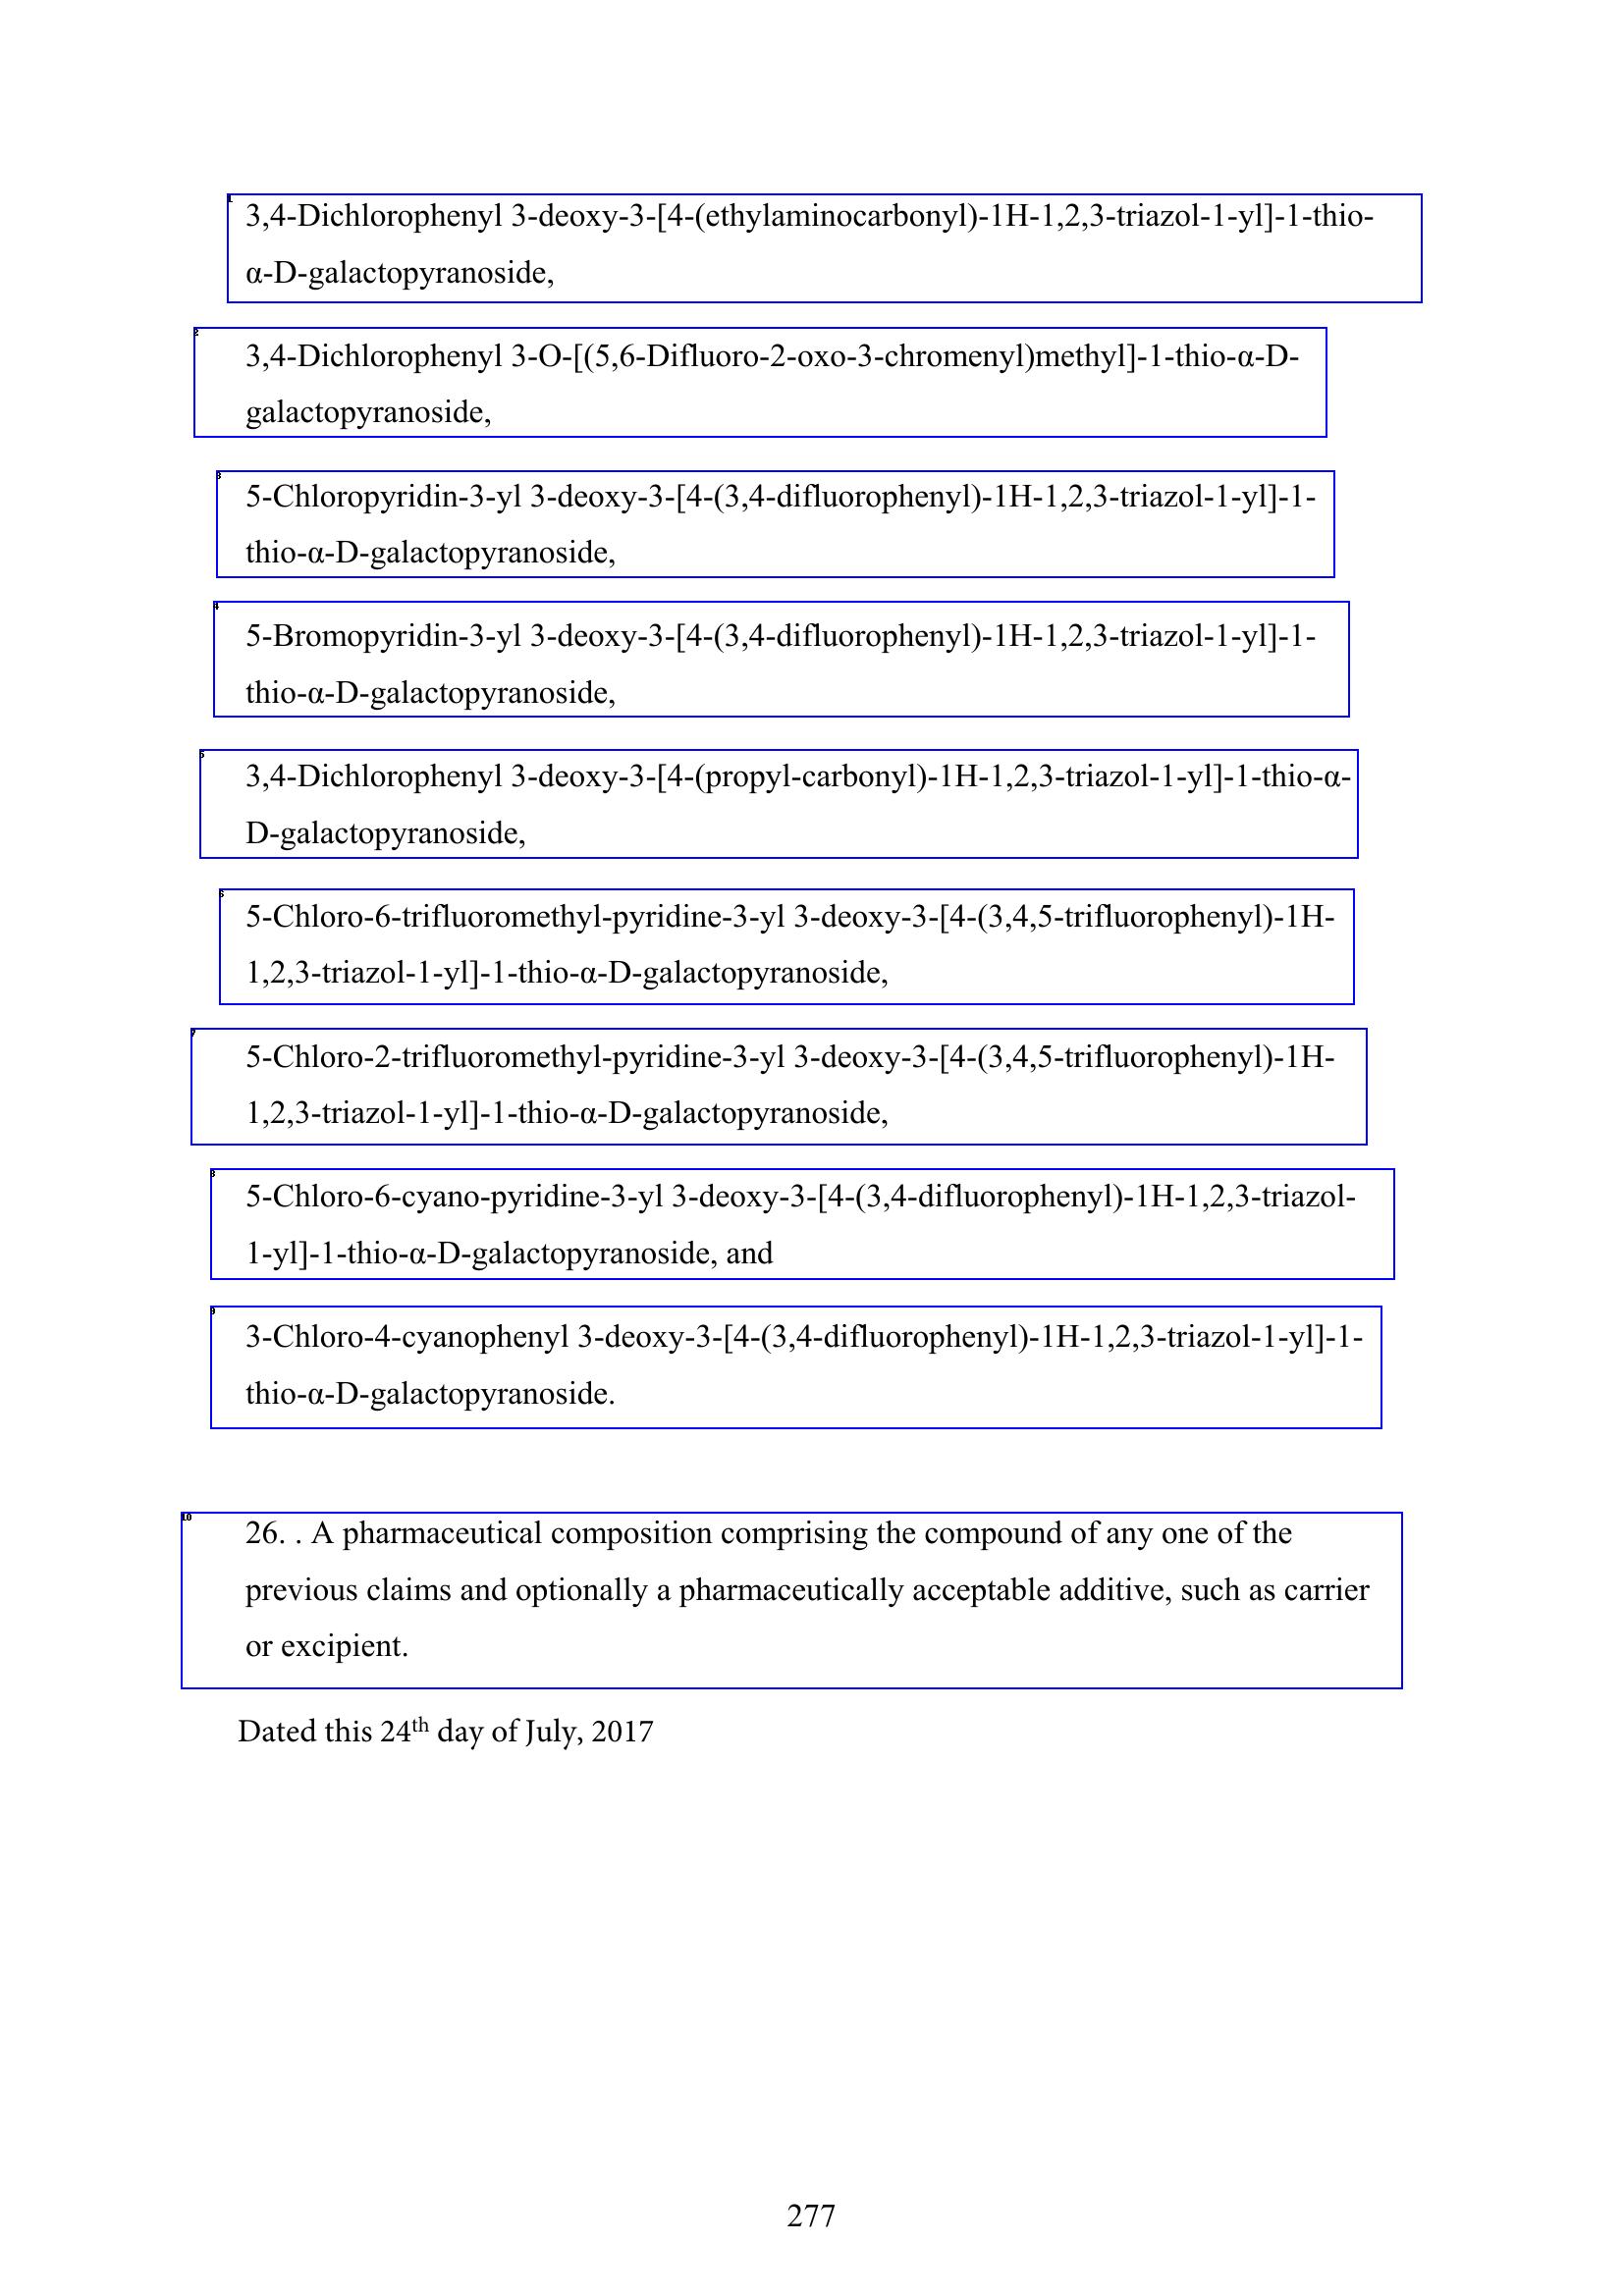 3,4-Dichlorophenyl 3-deoxy-3-[4-(ethylaminocarbonyl)-1H-1,2,3-triazol-1-yl]-1-thio-
α-D-galactopyranoside,
3,4-Dichlorophenyl 3-O-[(5,6-Difluoro-2-oxo-3-chromenyl)methyl]-1-thio-α-D-
galactopyranoside,
5-Chloropyridin-3-yl 3-deoxy-3-[4-(3,4-difluorophenyl)-1H-1,2,3-triazol-1-yl]-1-
thio-α-D-galactopyranoside,
5-Bromopyridin-3-yl 3-deoxy-3-[4-(3,4-difluorophenyl)-1H-1,2,3-triazol-1-yl]-1-
thio-α-D-galactopyranoside,
3,4-Dichlorophenyl 3-deoxy-3-[4-(propyl-carbonyl)-1H-1,2,3-triazol-1-yl]-1-thio-α-
D-galactopyranoside,
5-Chloro-6-trifluoromethyl-pyridine-3-yl 3-deoxy-3-[4-(3,4,5-trifluorophenyl)-1H-
1,2,3-triazol-1-yl]-1-thio-α-D-galactopyranoside,
5-Chloro-2-trifluoromethyl-pyridine-3-yl 3-deoxy-3-[4-(3,4,5-trifluorophenyl)-1H-
1,2,3-triazol-1-yl]-1-thio-α-D-galactopyranoside,
5-Chloro-6-cyano-pyridine-3-yl 3-deoxy-3-[4-(3,4-difluorophenyl)-1H-1,2,3-triazol-
1-yl]-1-thio-α-D-galactopyranoside, and
3-Chloro-4-cyanophenyl 3-deoxy-3-[4-(3,4-difluorophenyl)-1H-1,2,3-triazol-1-yl]-1-
thio-α-D-galactopyranoside.
26. . A pharmaceutical composition comprising the compound of any one of the
previous claims and optionally a pharmaceutically acceptable additive, such as carrier
or excipient.
Dated this 24th day of July, 2017
277